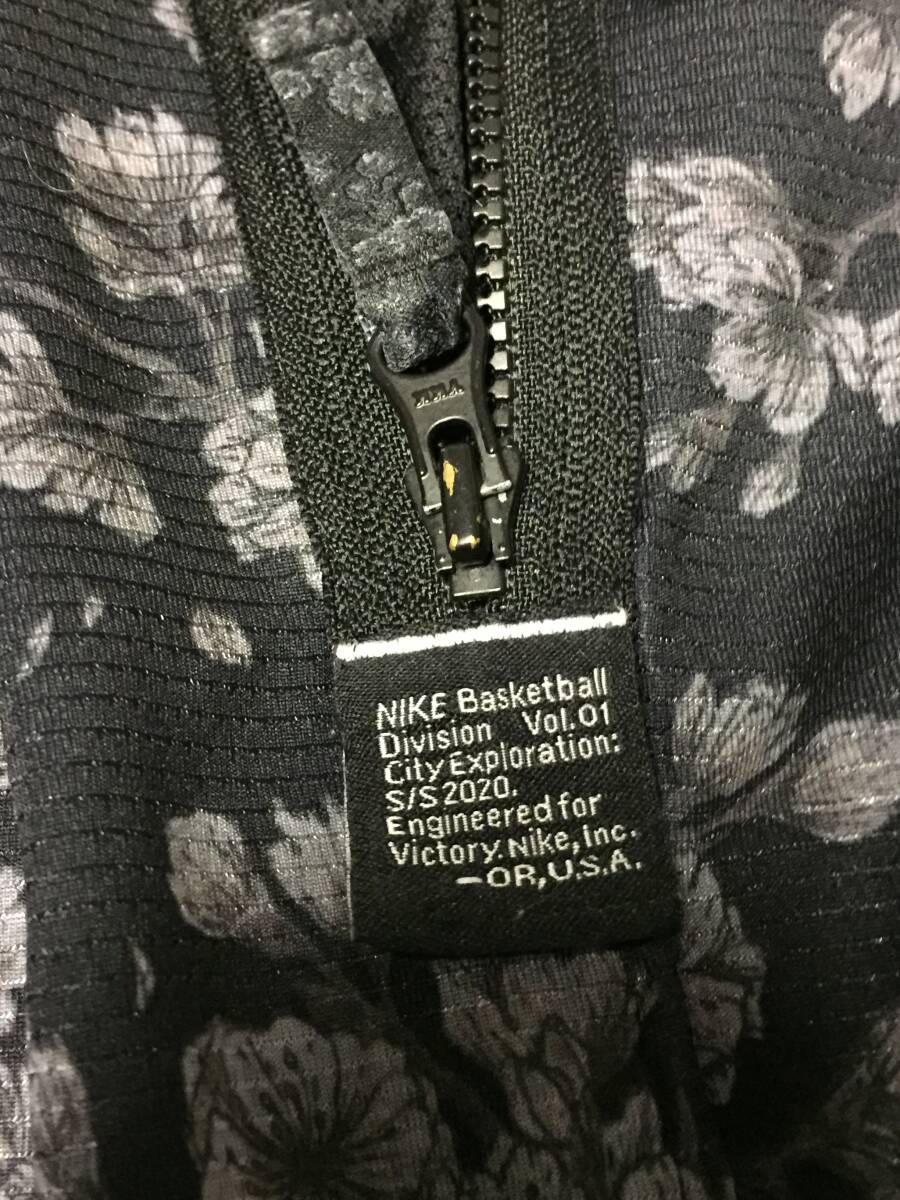 NIKE Basketball
Division Vol.01
City Exploration:
S/S 2020.
Engineered for
Victory. Nike, Inc.
—OR, U.S.A.